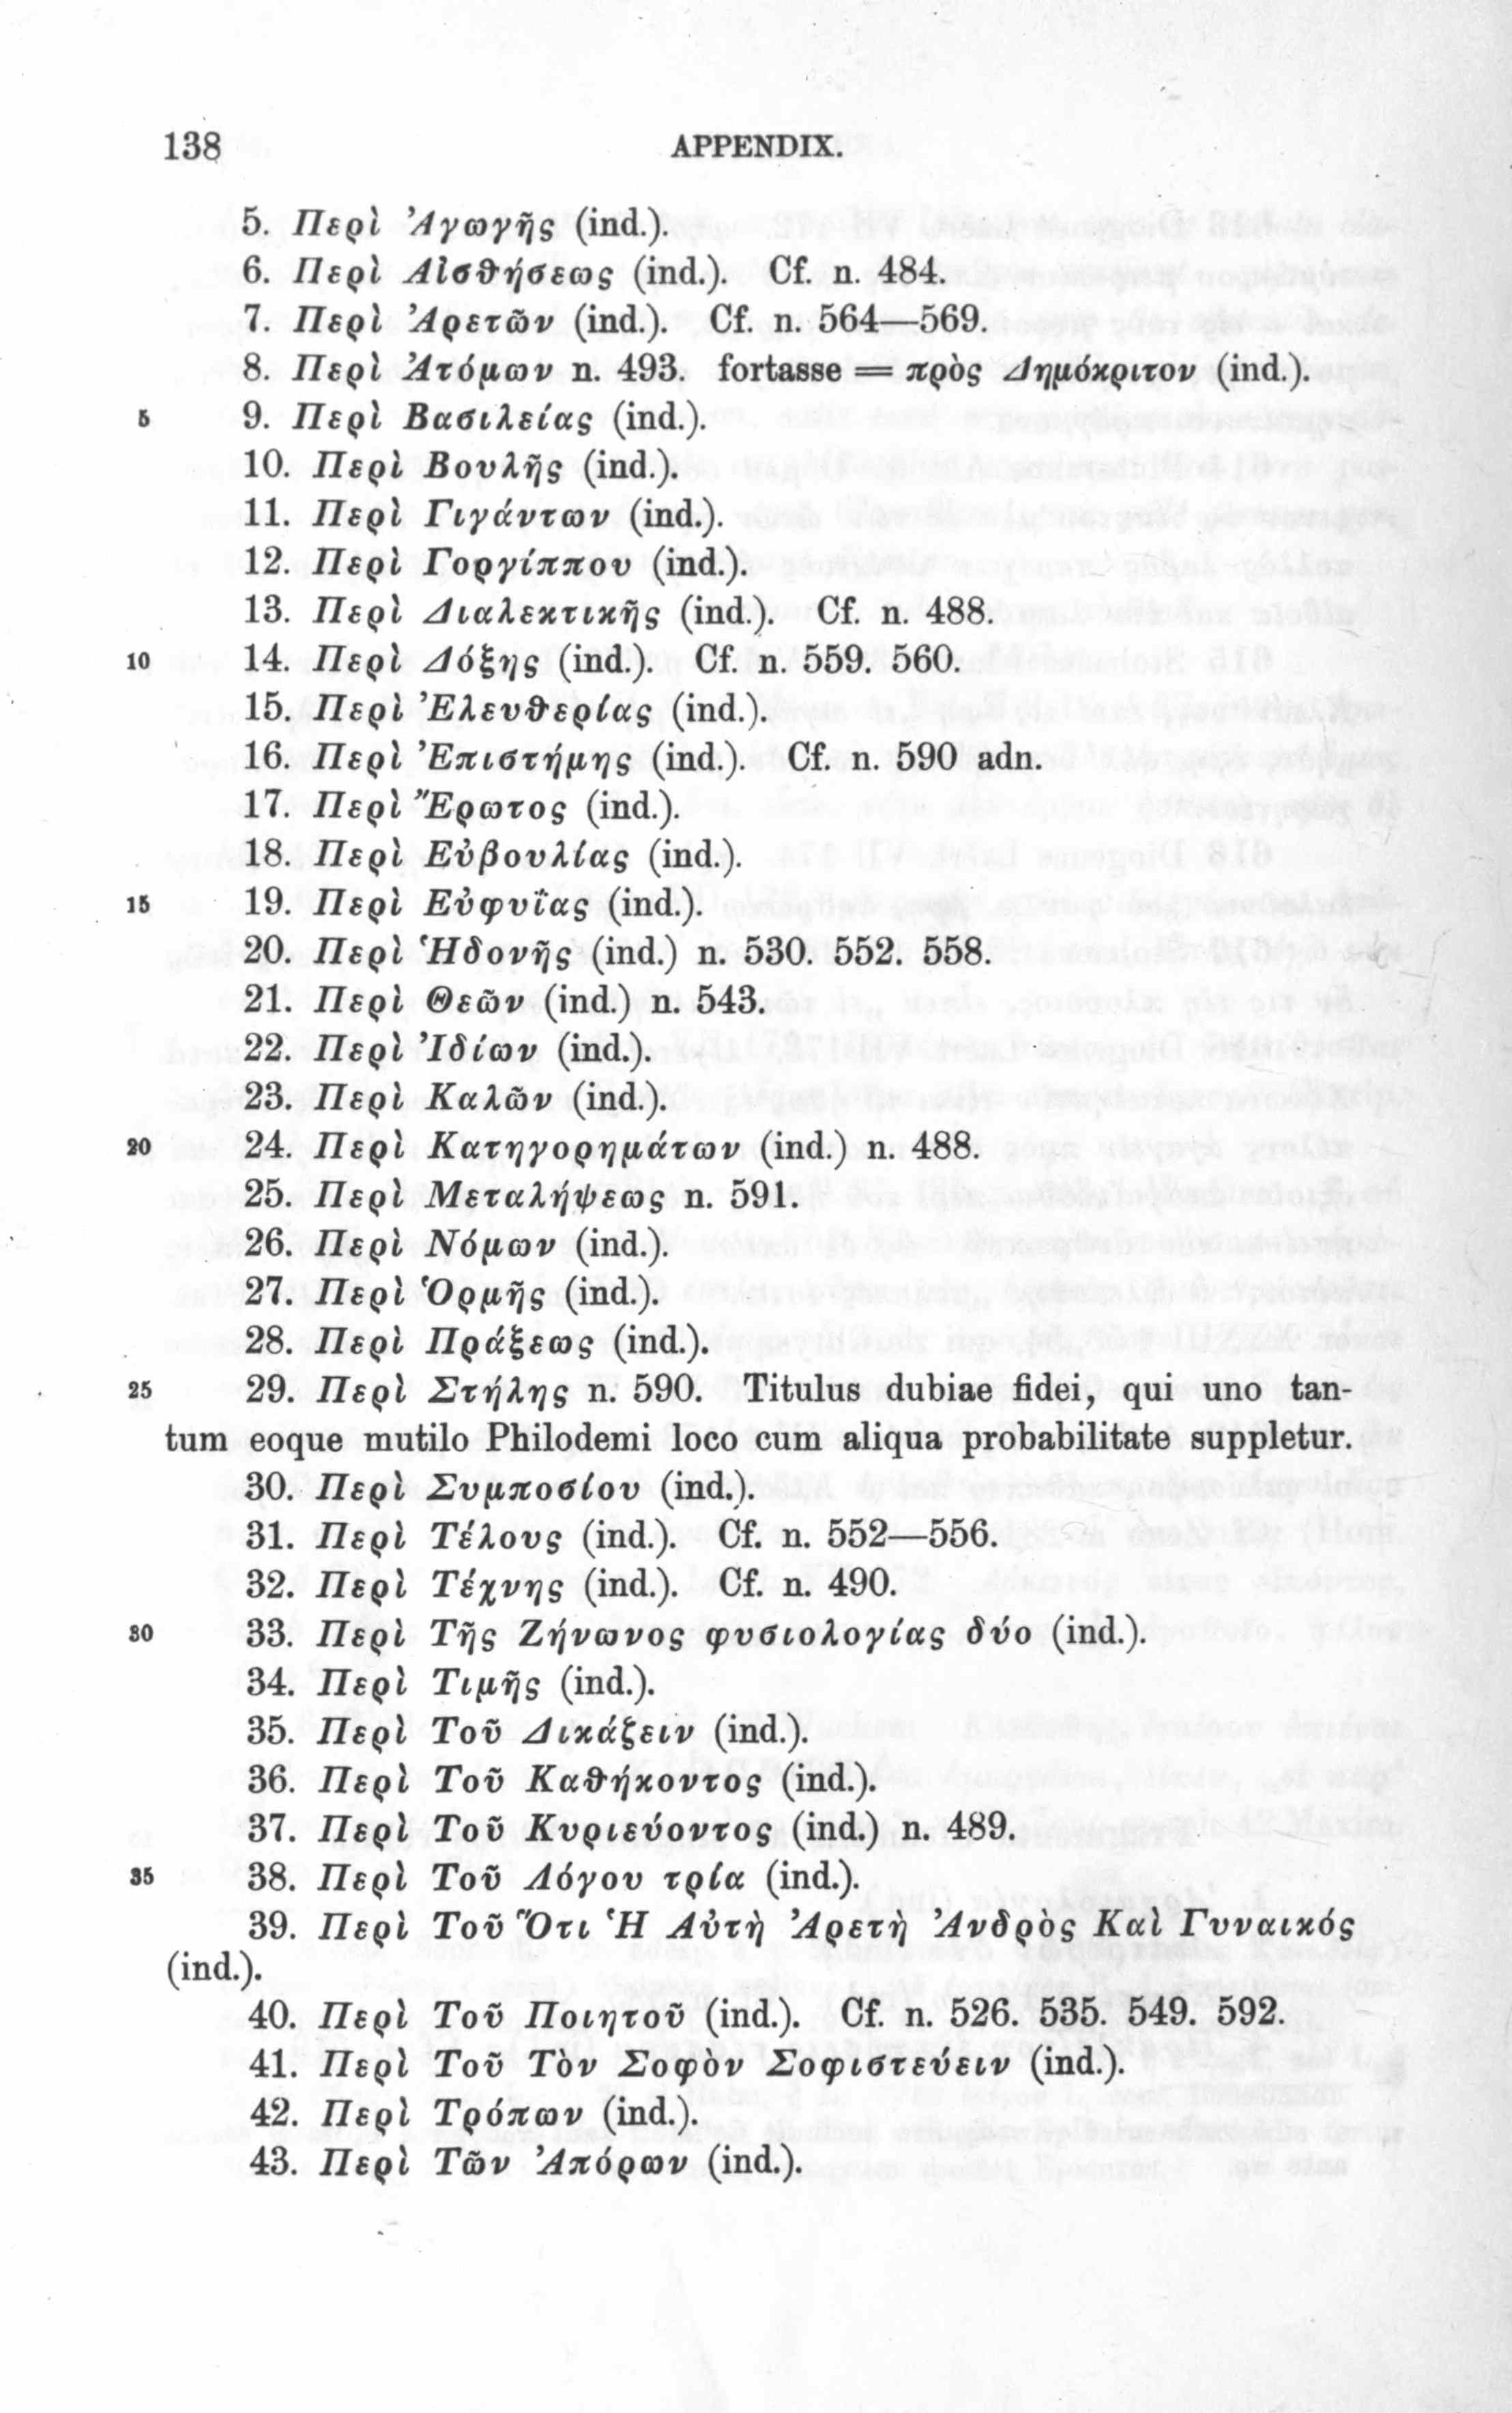 138 APPENDIX.
5. Περὶ Ἀγωγῆς (ind.).
6. Περὶ Αἰσθήσεως (ind.). Cf. n. 484.
7. Περὶ Ἀρετῶν (ind.). Cf. n. 564—569.
8. Περὶ Ἀτόμων n. 493. fortasse = πρὸς Δημόκριτον (ind.).
5 9. Περὶ Βασιλείας (ind.).
10. Περὶ Βουλῆς (ind.).
11. Περὶ Γιγάντων (ind.).
12. Περὶ Γοργίππου (ind.).
13. Περὶ Διαλεκτικῆς (ind.). Cf. n. 488.
10 14. Περὶ Δόξης (ind.). Cf. n. 559. 560.
15. Περὶ Ἐλευθερίας (ind.).
16. Περὶ Ἐπιστήμης (ind.). Cf. n. 590 adn.
17. Περὶ Ἔρωτος (ind.).
18. Περὶ Εὐβουλίας (ind.).
15 19. Περὶ Εὐφυΐας (ind.).
20. Περὶ Ἡδονῆς (ind.) n. 530. 552. 558.
21. Περὶ Θεῶν (ind.) n. 543.
22. Περὶ Ἰδίων (ind.).
23. Περὶ Καλῶν (ind.).
20 24. Περὶ Κατηγορημάτων (ind.) n. 488.
25. Περὶ Μεταλήψεως n. 591.
26. Περὶ Νόμων (ind.).
27. Περὶ Ὁρμῆς (ind.).
28. Περὶ Πράξεως (ind.).
25 29. Περὶ Στήλης n. 590. Titulus dubiae fidei, qui uno tan-
tum eoque mutilo Philodemi loco cum aliqua probabilitate suppletur.
30. Περὶ Συμποσίου (ind.).
31. Περὶ Τέλους (ind.). Cf. n. 552—556.
32. Περὶ Τέχνης (ind.). Cf. n. 490.
30 33. Περὶ Τῆς Ζήνωνος φυσιολογίας δύο (ind.).
34. Περὶ Τιμῆς (ind.).
35. Περὶ Τοῦ Δικάζειν (ind.).
36. Περὶ Τοῦ Καθήκοντος (ind.).
37. Περὶ Τοῦ Κυριεύοντος (ind.) n. 489.
35 38. Περὶ Τοῦ Λόγου τρία (ind.).
39. Περὶ Τοῦ Ὅτι Ἡ Αὐτὴ Ἀρετὴ Ἀνδρὸς Καὶ Γυναικός
(ind.).
40. Περὶ Τοῦ Ποιητοῦ (ind.). Cf. n. 526. 535. 549. 592.
41. Περὶ Τοῦ Τὸν Σοφὸν Σοφιστεύειν (ind.).
42. Περὶ Τρόπων (ind.).
43. Περὶ Τῶν Ἀπόρων (ind.).